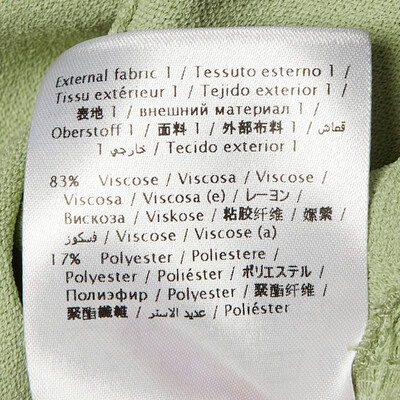 External fabric 1 / Tessuto esterno 1 /
Tissu extérieur 1 / Tejido exterior 1
/ 表地 1 / внешний материал 1 /
Oberstoff 1 / 面料 1 / 外部布料 1 / قماش
خارجي 1 / Tecido exterior 1
83% Viscose / Viscosa / Viscose /
Viscosa / Viscosa (e) / レーヨン /
Вискоза / Viskose / 粘胶纤维 / 嫘縈
/ فسكوز / Viscose / Viscose (a)
17% Polyester / Poliestere /
Polyester / Poliéster / ポリエステル /
Полиэфир / Polyester / 聚酯纤维 /
聚酯纖維 / عديد الاستر / Poliéster